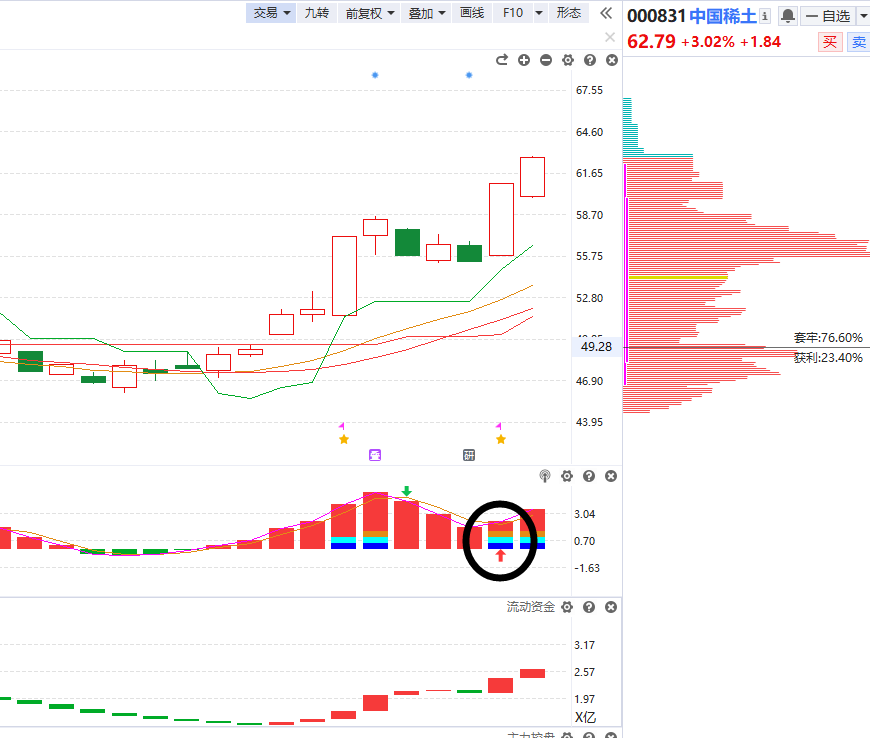 交易 九转 前复权 叠加 画线 F10 形态
000831 中国稀土
自选
62.79 +3.02% +1.84
买 卖
67.55
64.60
61.65
58.70
55.75
52.80
49.28
46.90
43.95
套牢:76.60%
获利:23.40%
研
3.04
0.70
-1.63
流动资金
3.17
2.57
1.97
X亿